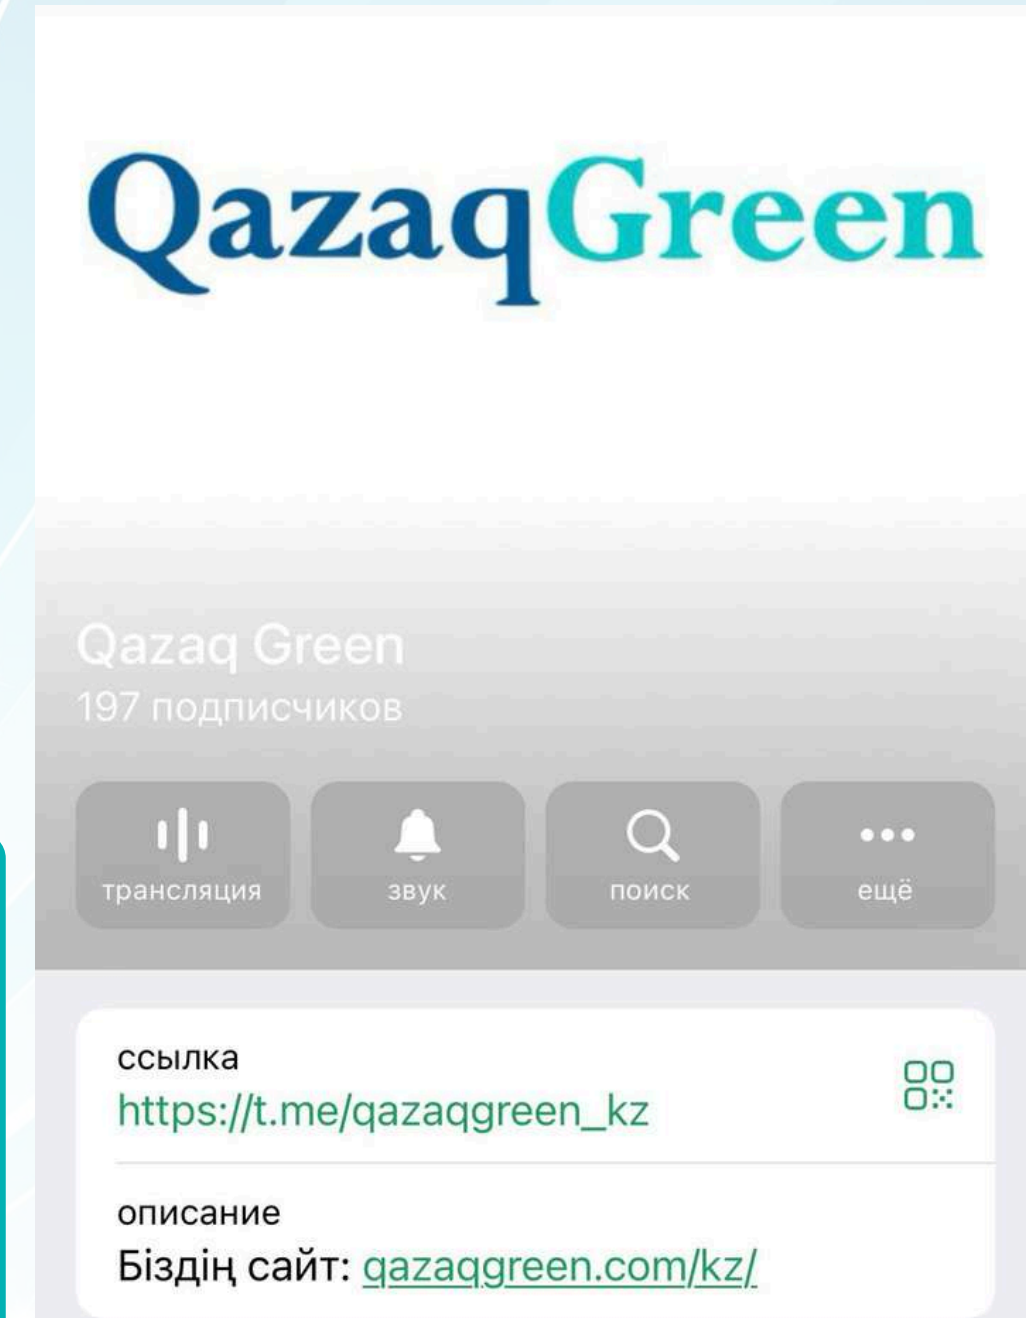 QazaqGreen
Qazaq Green
197 подписчиков
трансляция
звук
поиск
ещё
ссылка
https://t.me/qazaqgreen_kz
описание
Біздің сайт: qazaqgreen.com/kz/